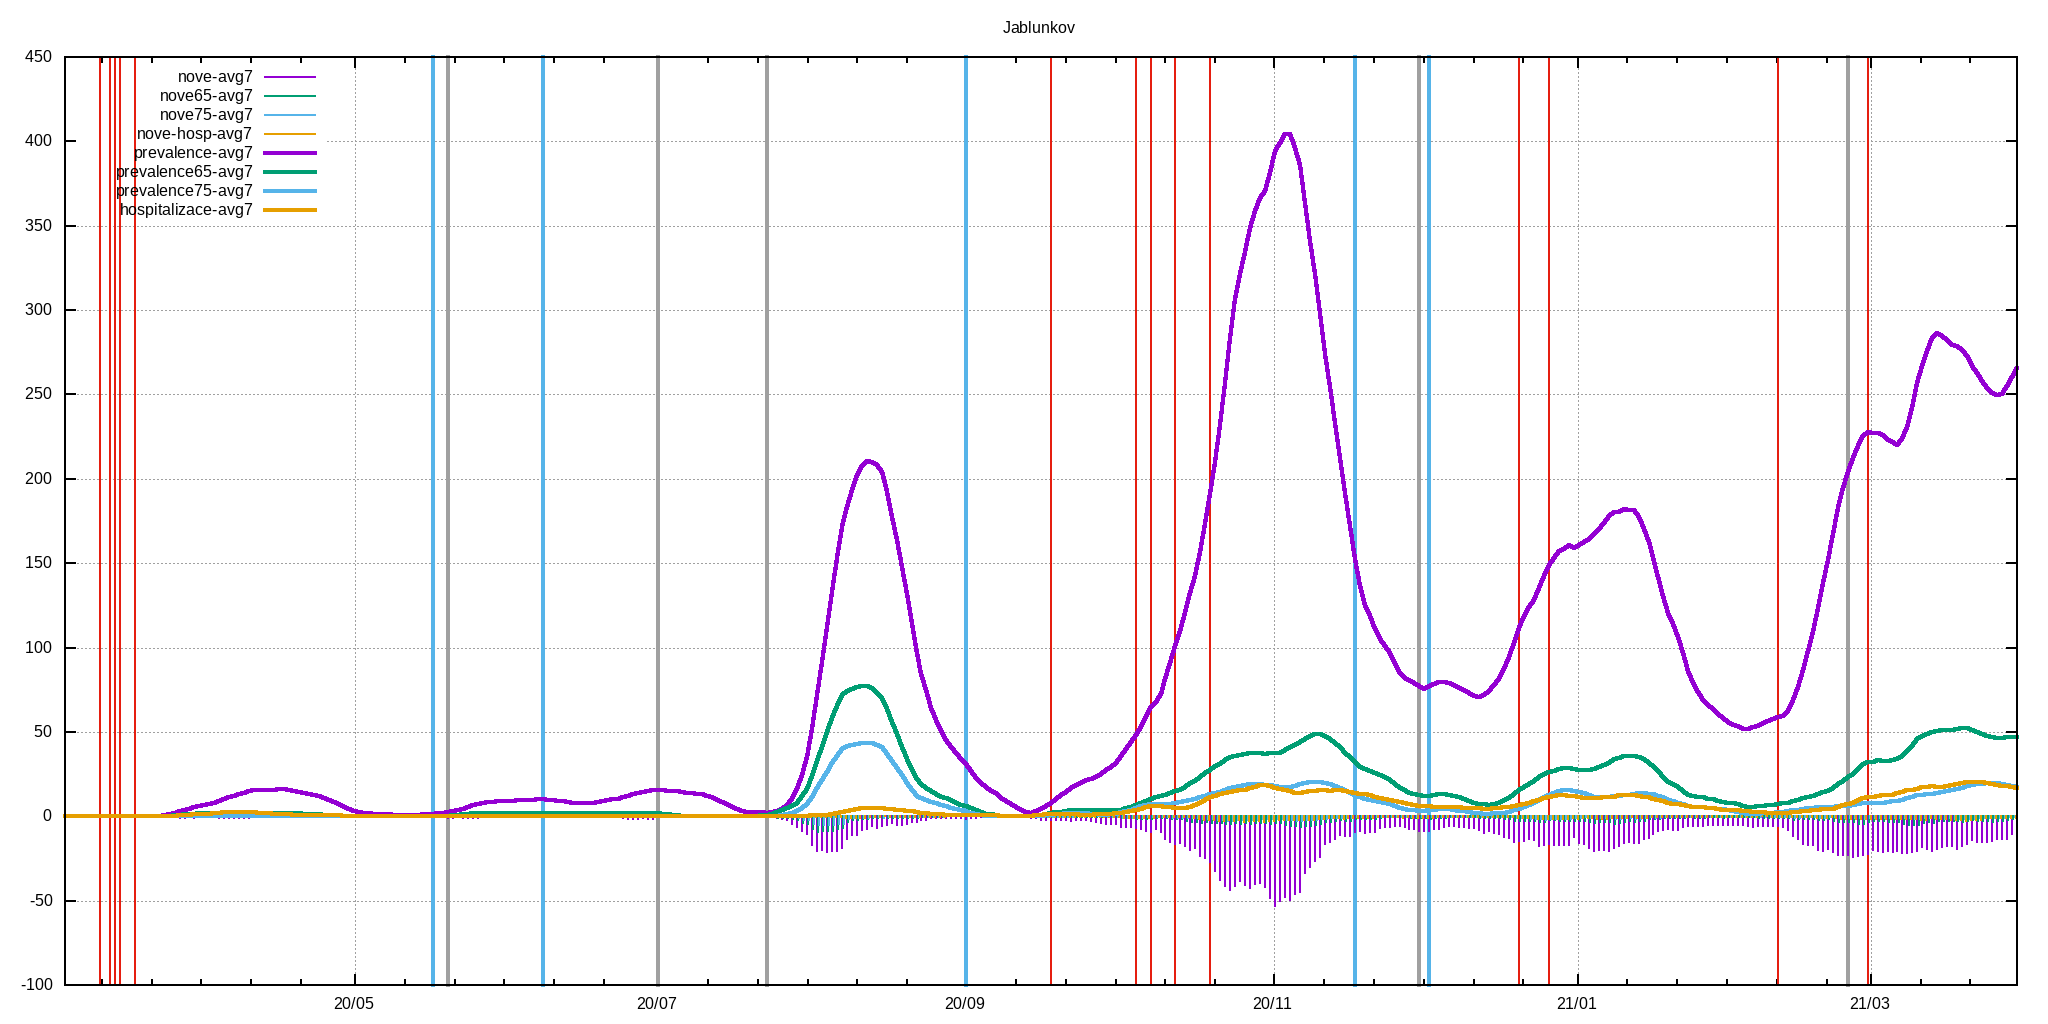 Jablunkov
450
400
350
300
250
200
150
100
50
0
-50
-100
nove-avg7
nove65-avg7
nove75-avg7
nove-hosp-avg7
prevalence-avg7
prevalence65-avg7
prevalence75-avg7
hospitalizace-avg7
20/05 20/07 20/09 20/11 21/01 21/03